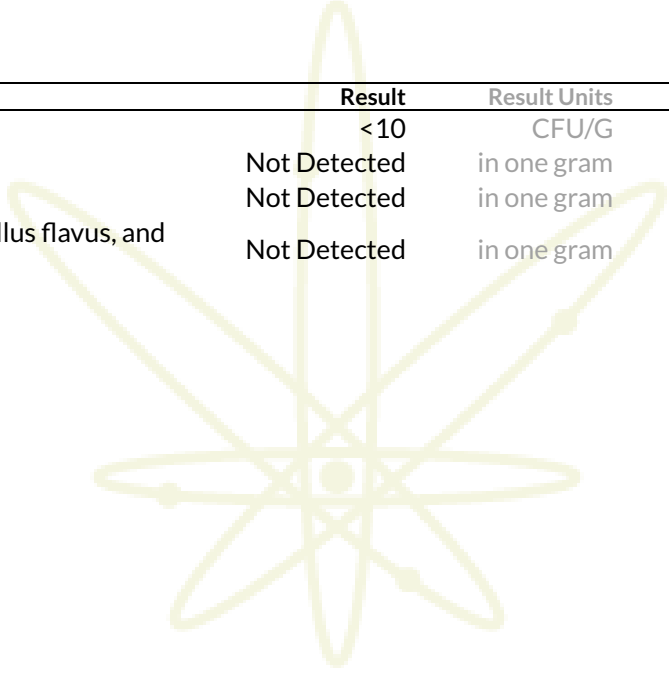 Result Result Units
<10 CFU/G
Not Detected in one gram
Not Detected in one gram
llus flavus, and
Not Detected in one gram